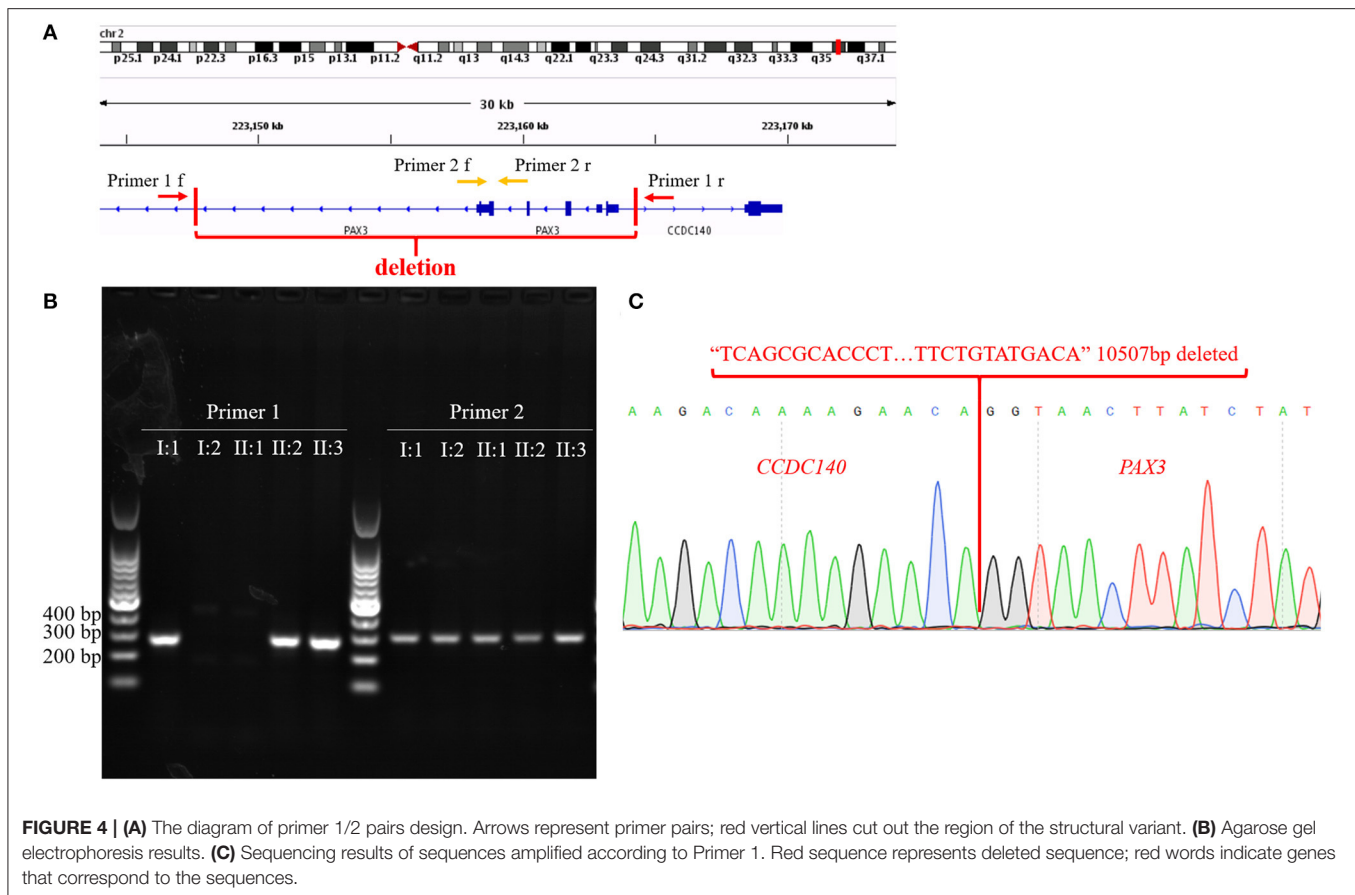 A
chr 2
p25.1 p24.1 p22.3 p16.3 p15 p13.1 p11.2 q11.2 q13 q14.3 q22.1 q23.3 q24.3 q31.2 q32.3 q33.3 q35 q37.1
30 kb
223,150 kb 223,160 kb 223,170 kb
Primer 2 f Primer 2 r
Primer 1 f Primer 1 r
PAX3 PAX3 CCDC140
deletion
B
Primer 1 Primer 2
I:1 I:2 II:1 II:2 II:3 I:1 I:2 II:1 II:2 II:3
400 bp
300 bp
200 bp
C
“TCAGCGCACCCT...TTCTGTATGACA” 10507bp deleted
A A G A C A A A A G A A C A G G T A A C T T A T C T A T
CCDC140 PAX3
FIGURE 4 | (A) The diagram of primer 1/2 pairs design. Arrows represent primer pairs; red vertical lines cut out the region of the structural variant. (B) Agarose gel
electrophoresis results. (C) Sequencing results of sequences amplified according to Primer 1. Red sequence represents deleted sequence; red words indicate genes
that correspond to the sequences.